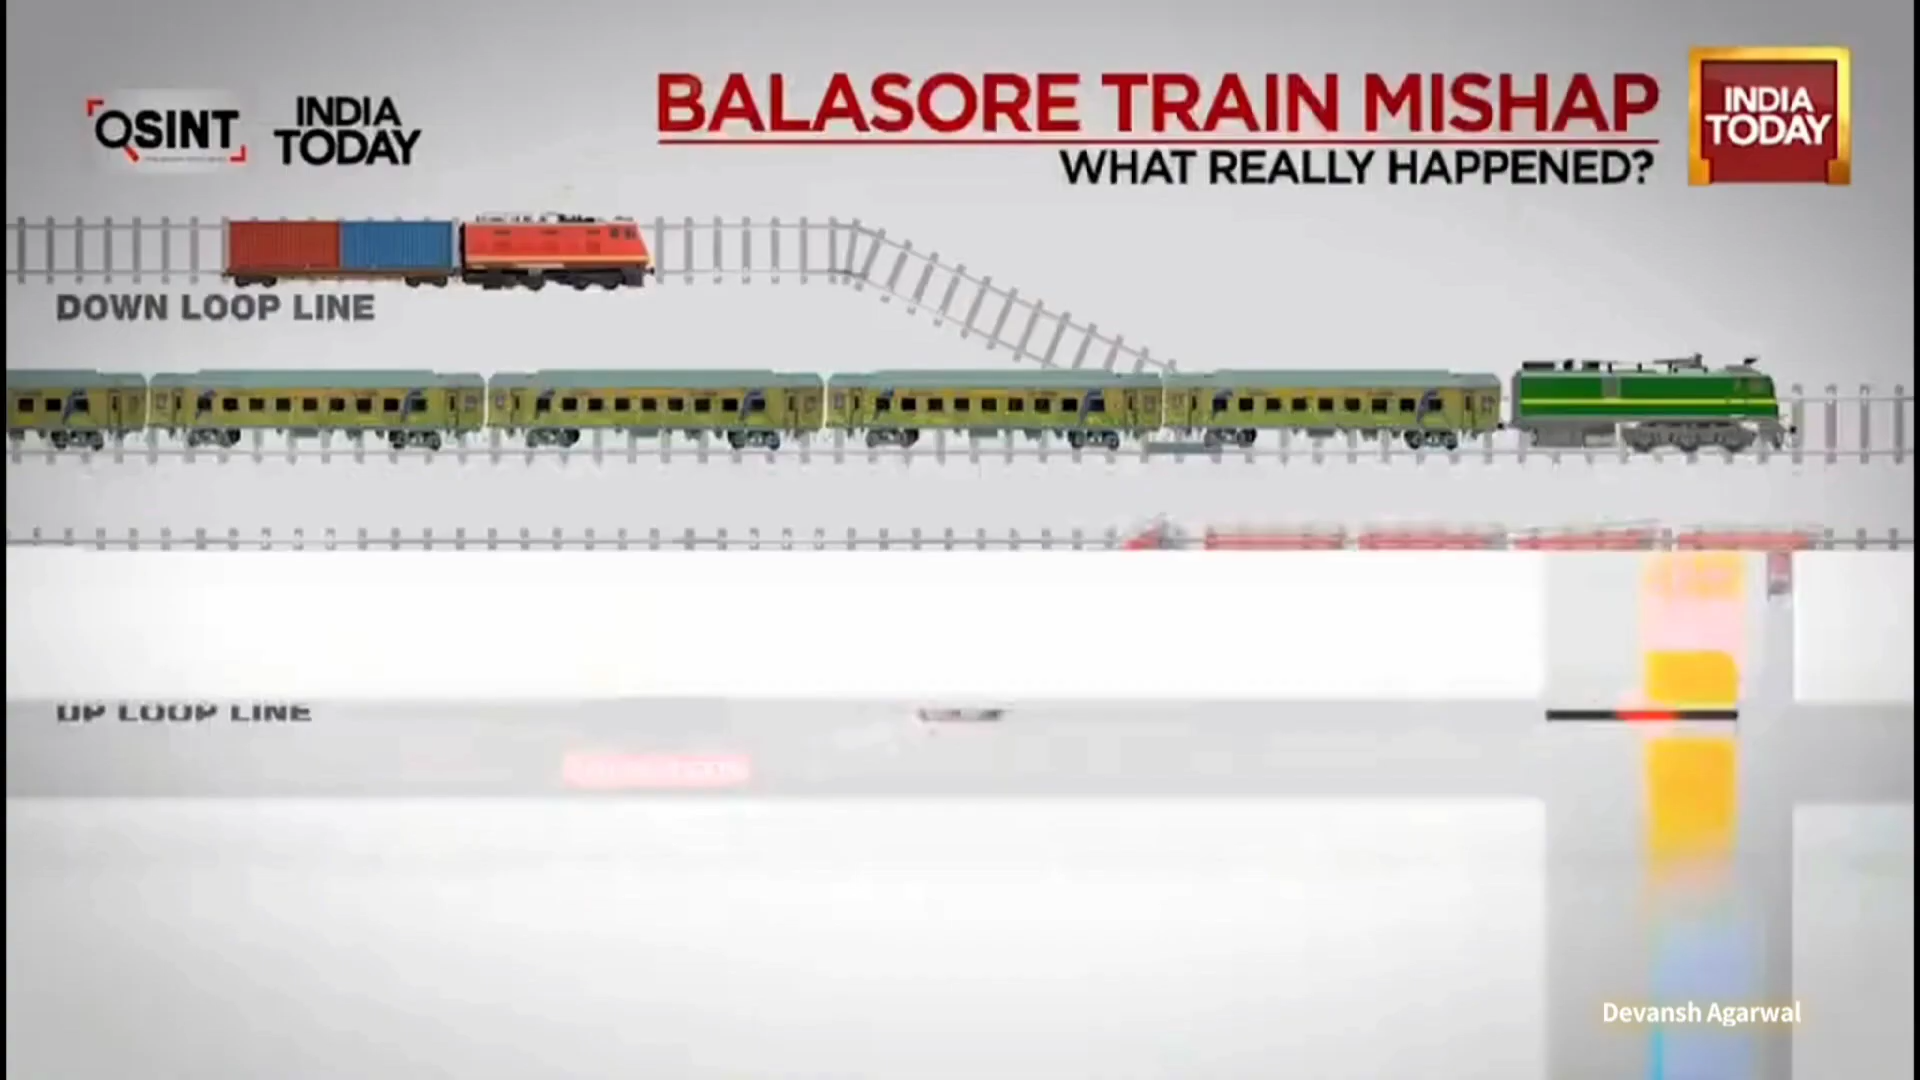 OSINT
INDIA
TODAY
BALASORE TRAIN MISHAP
WHAT REALLY HAPPENED?
INDIA
TODAY
DOWN LOOP LINE
UP LOOP LINE
Devansh Agarwal